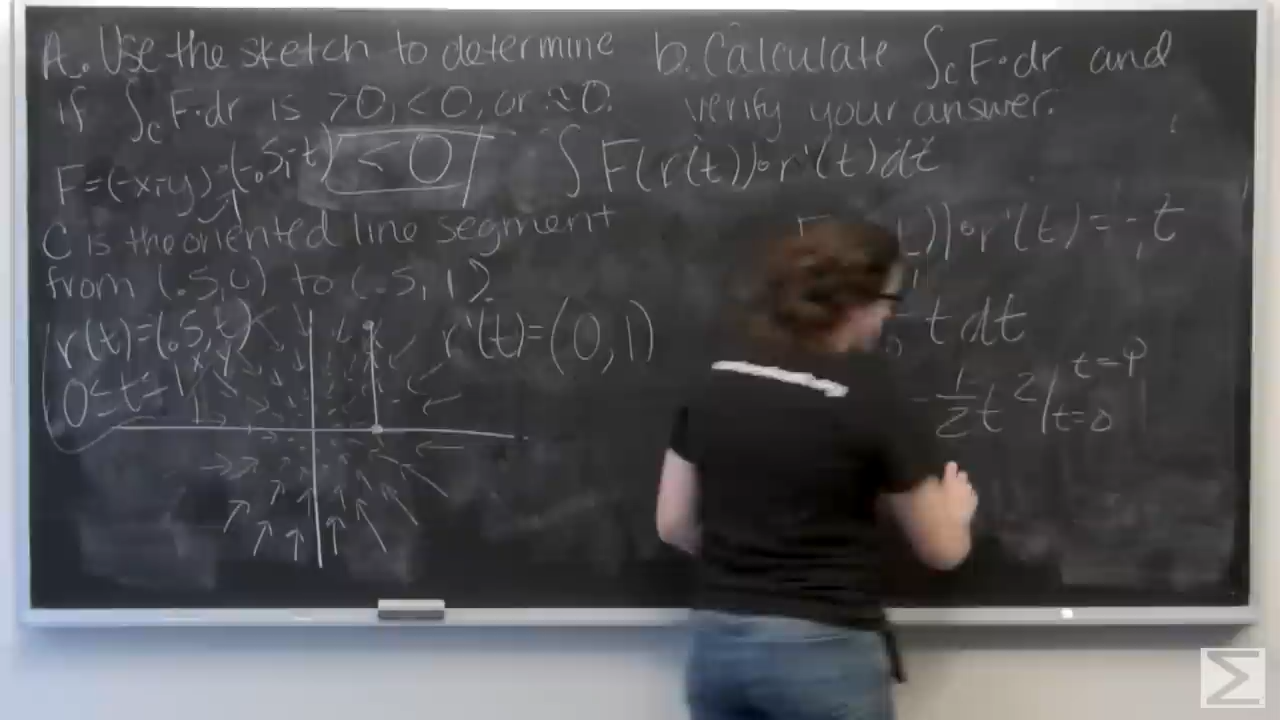 A. Use the sketch to determine
if ∫_C F·dr is >0, <0, or ≈0.
F=(-x,-y) (-.5,-t) <0
C is the oriented line segment
from (.5,0) to (.5,1).
r(t)=(.5,t)
0≤t≤1
r'(t)=(0,1)
b. Calculate ∫_C F·dr and
verify your answer.
∫F(r(t))∘r'(t)dt
∘r'(t)=-t
-t dt
-1/2 t²/
t=0
Σ